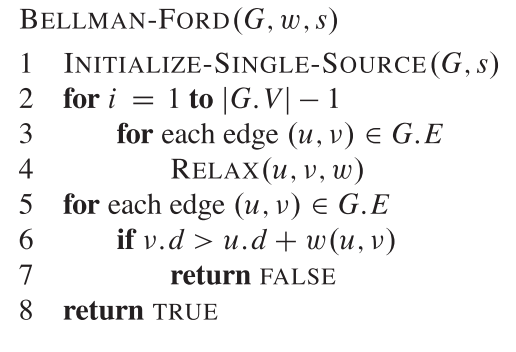 BELLMAN-FORD(G, w, s)
1 INITIALIZE-SINGLE-SOURCE(G, s)
2 for i = 1 to |G.V| − 1
3 for each edge (u, v) ∈ G.E
4 RELAX(u, v, w)
5 for each edge (u, v) ∈ G.E
6 if v.d > u.d + w(u, v)
7 return FALSE
8 return TRUE